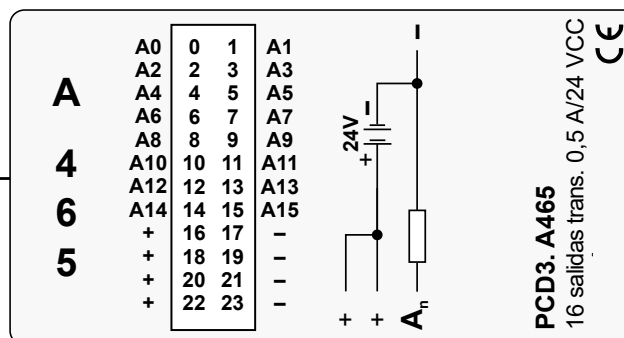 A
4
6
5
A0 0 1 A1
A2 2 3 A3
A4 4 5 A5
A6 6 7 A7
A8 8 9 A9
A10 10 11 A11
A12 12 13 A13
A14 14 15 A15
+ 16 17 –
+ 18 19 –
+ 20 21 –
+ 22 23 –
–
–
24V
+
+ + An
PCD3. A465
16 salidas trans. 0,5 A/24 VCC
CE